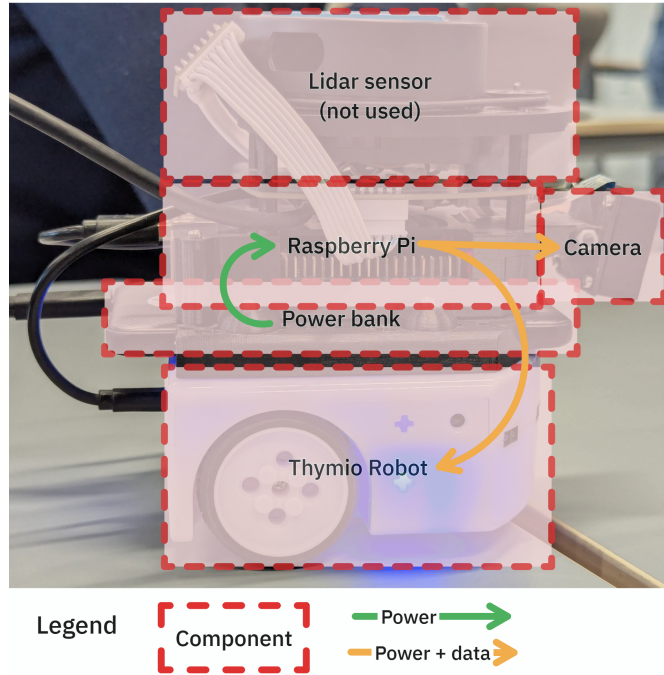 Lidar sensor
(not used)
Raspberry Pi
Camera
Power bank
Thymio Robot
Legend
Component
Power
Power + data